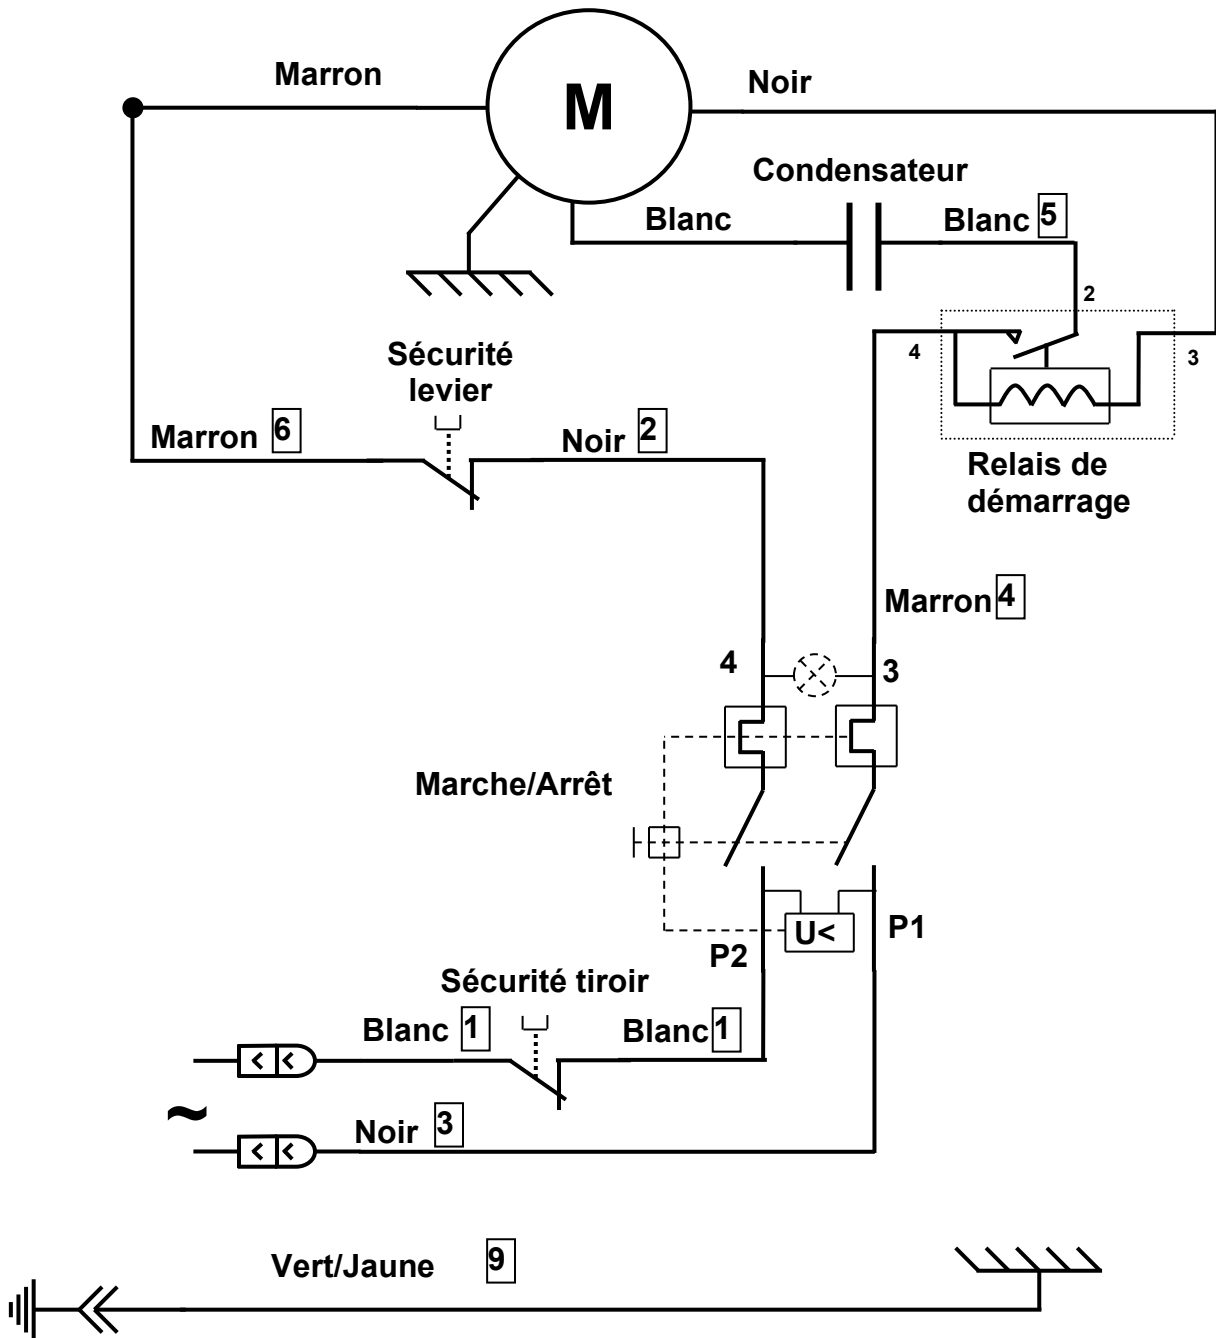 Marron
M
Noir
Condensateur
Blanc
Blanc 5
2
4
3
Sécurité
levier
Marron 6
Noir 2
Relais de
démarrage
Marron 4
4
3
Marche/Arrêt
U<
P1
P2
Sécurité tiroir
Blanc 1
Blanc 1
~
Noir 3
Vert/Jaune 9